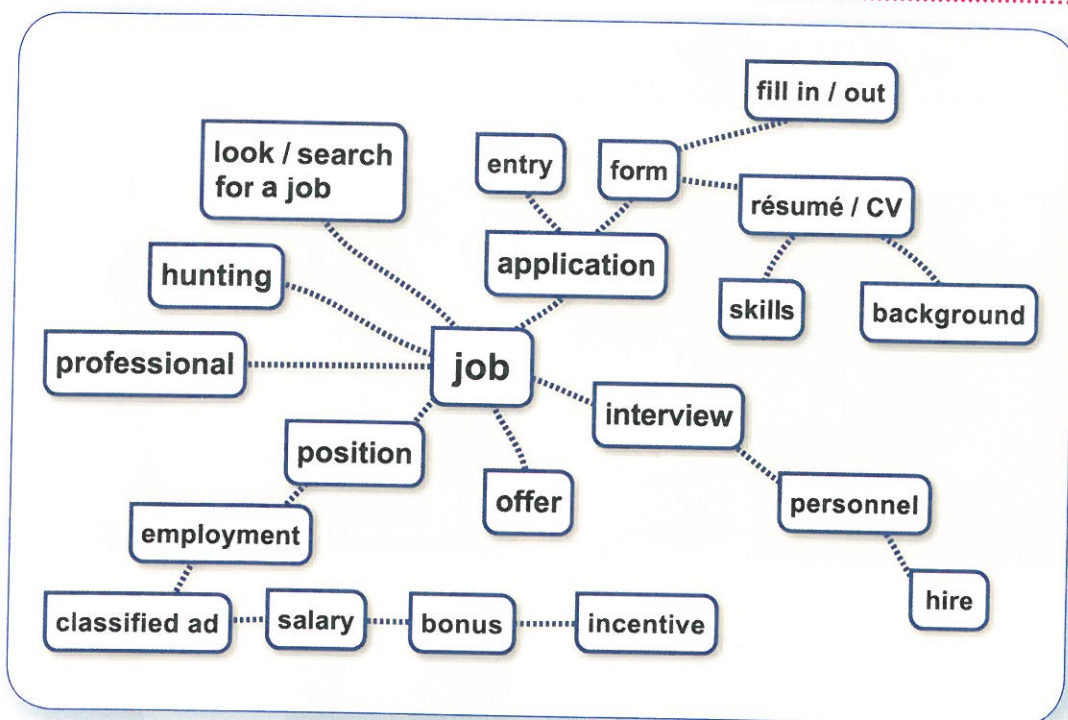 fill in / out
look / search
for a job
entry
form
résumé / CV
application
hunting
skills
background
professional
job
interview
position
offer
personnel
employment
hire
classified ad
salary
bonus
incentive